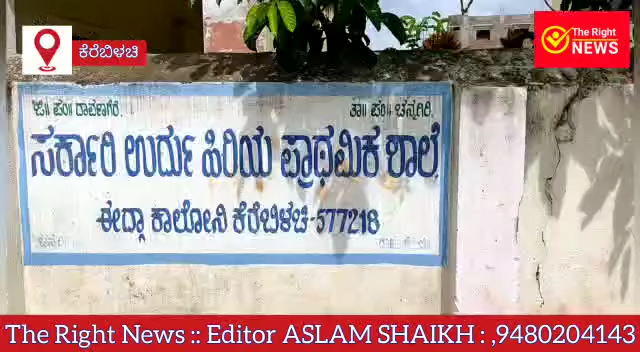 ಕೆರೆಬಿಳಚಿ
The Right
NEWS
ಜಿ॥ ಪಂ॥ ದಾವಣಗೆರೆ. ತಾ॥ ಪಂ॥ ಚನ್ನಗಿರಿ.
ಸರ್ಕಾರಿ ಉರ್ದು ಹಿರಿಯ ಪ್ರಾಥಮಿಕ ಶಾಲೆ.
ಈದ್ಗಾ ಕಾಲೋನಿ ಕೆರೆಬಿಳಚಿ-577218
The Right News :: Editor ASLAM SHAIKH : ,9480204143